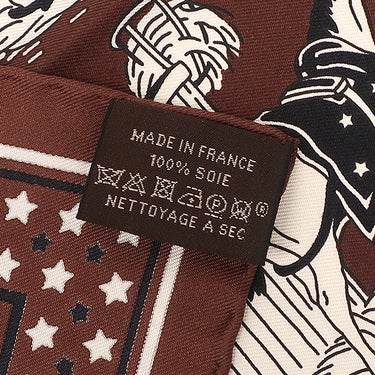 MADE IN FRANCE
100% SOIE
P ®
NETTOYAGE A SEC